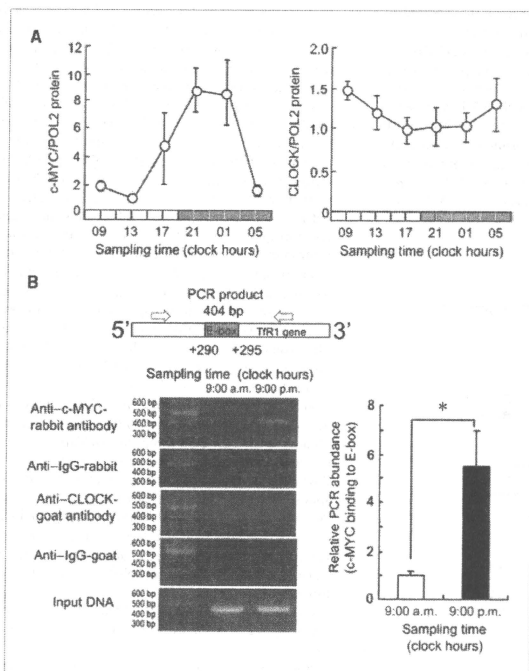 A
c-MYC/POL2 protein
12
10
8
6
4
2
0
09 13 17 21 01 05
Sampling time (clock hours)
CLOCK/POL2 protein
2.0
1.5
1.0
0.5
0
09 13 17 21 01 05
Sampling time (clock hours)
B
PCR product
404 bp
5' E-box TfR1 gene 3'
+290 +295
Sampling time (clock hours)
9:00 a.m. 9:00 p.m.
Anti–c-MYC-
rabbit antibody
600 bp
500 bp
400 bp
300 bp
Anti–IgG-rabbit
600 bp
500 bp
400 bp
300 bp
Anti–CLOCK-
goat antibody
600 bp
500 bp
400 bp
300 bp
Anti–IgG-goat
600 bp
500 bp
400 bp
300 bp
Input DNA
600 bp
500 bp
400 bp
300 bp
Relative PCR abundance
(c-MYC binding to E-box)
8
6
4
2
0
*
9:00 a.m. 9:00 p.m.
Sampling time
(clock hours)